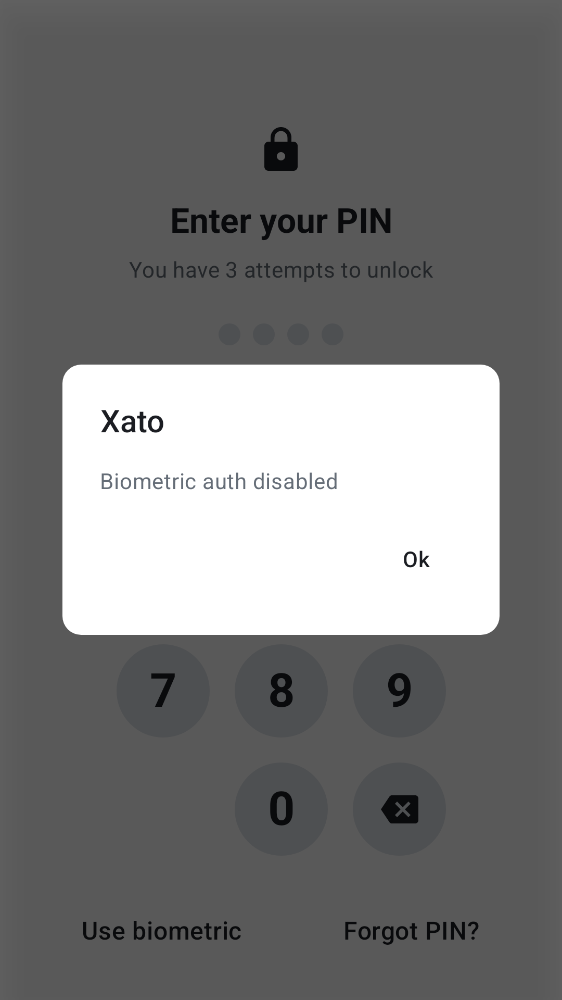 Enter your PIN
You have 3 attempts to unlock
Xato
Biometric auth disabled
Ok
7 8 9
0
Use biometric Forgot PIN?